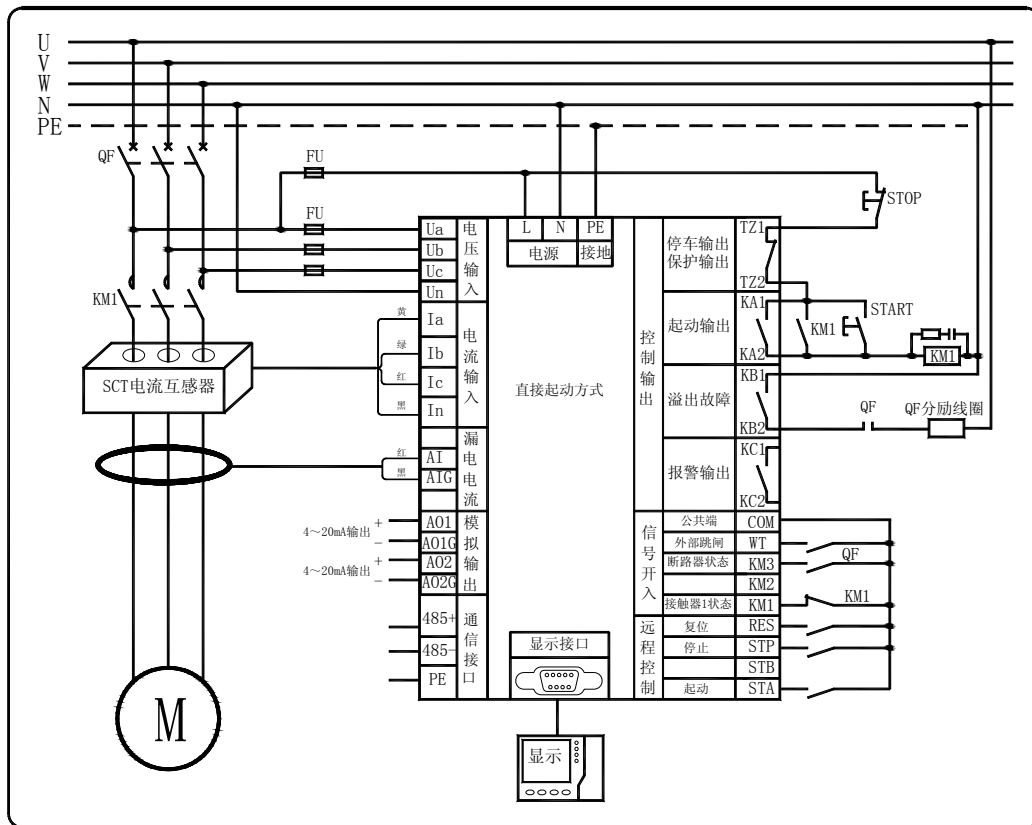 U
V
W
N
PE
QF
FU
FU
KM1
SCT电流互感器
M
黄
绿
红
黑
红
黑
4～20mA输出
+
−
4～20mA输出
+
−
Ua
Ub
Uc
Un
电压输入
Ia
Ib
Ic
In
电流输入
AI
AIG
漏电电流
AO1
AO1G
AO2
AO2G
模拟输出
485+
485-
PE
通信接口
L
N
PE
电源
接地
直接起动方式
显示接口
显示
控制输出
停车输出
保护输出
起动输出
溢出故障
报警输出
TZ1
TZ2
KA1
KA2
KB1
KB2
KC1
KC2
信号开入
公共端
COM
外部跳闸
WT
断路器状态
KM3
KM2
接触器1状态
KM1
远程控制
复位
RES
停止
STP
STB
起动
STA
STOP
START
KM1
KM1
QF
QF分励线圈
QF
KM1